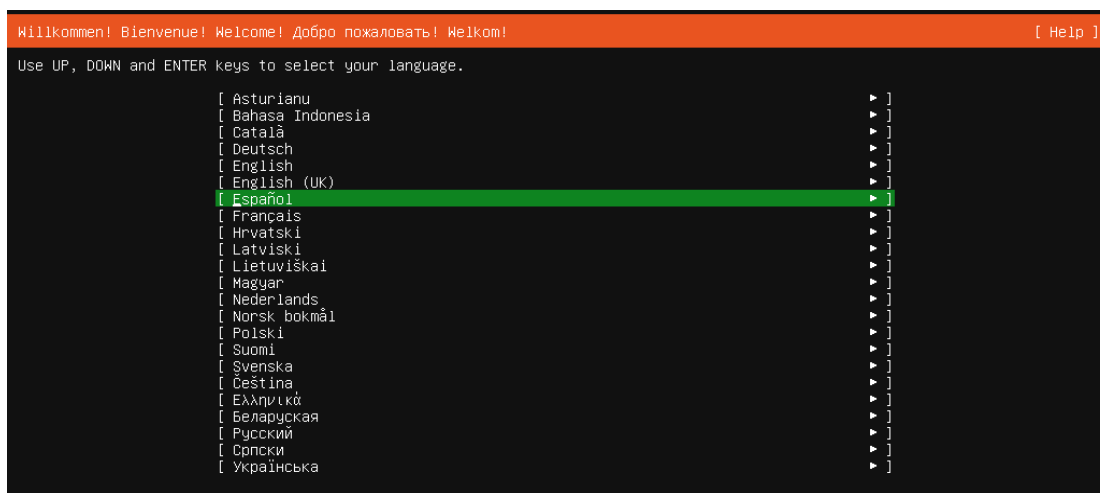 Willkommen! Bienvenue! Welcome! Добро пожаловать! Welkom! [ Help ]
Use UP, DOWN and ENTER keys to select your language.
[ Asturianu ► ]
[ Bahasa Indonesia ► ]
[ Català ► ]
[ Deutsch ► ]
[ English ► ]
[ English (UK) ► ]
[ Español ► ]
[ Français ► ]
[ Hrvatski ► ]
[ Latviski ► ]
[ Lietuviškai ► ]
[ Magyar ► ]
[ Nederlands ► ]
[ Norsk bokmål ► ]
[ Polski ► ]
[ Suomi ► ]
[ Svenska ► ]
[ Čeština ► ]
[ Ελληνικά ► ]
[ Беларуская ► ]
[ Русский ► ]
[ Српски ► ]
[ Українська ► ]